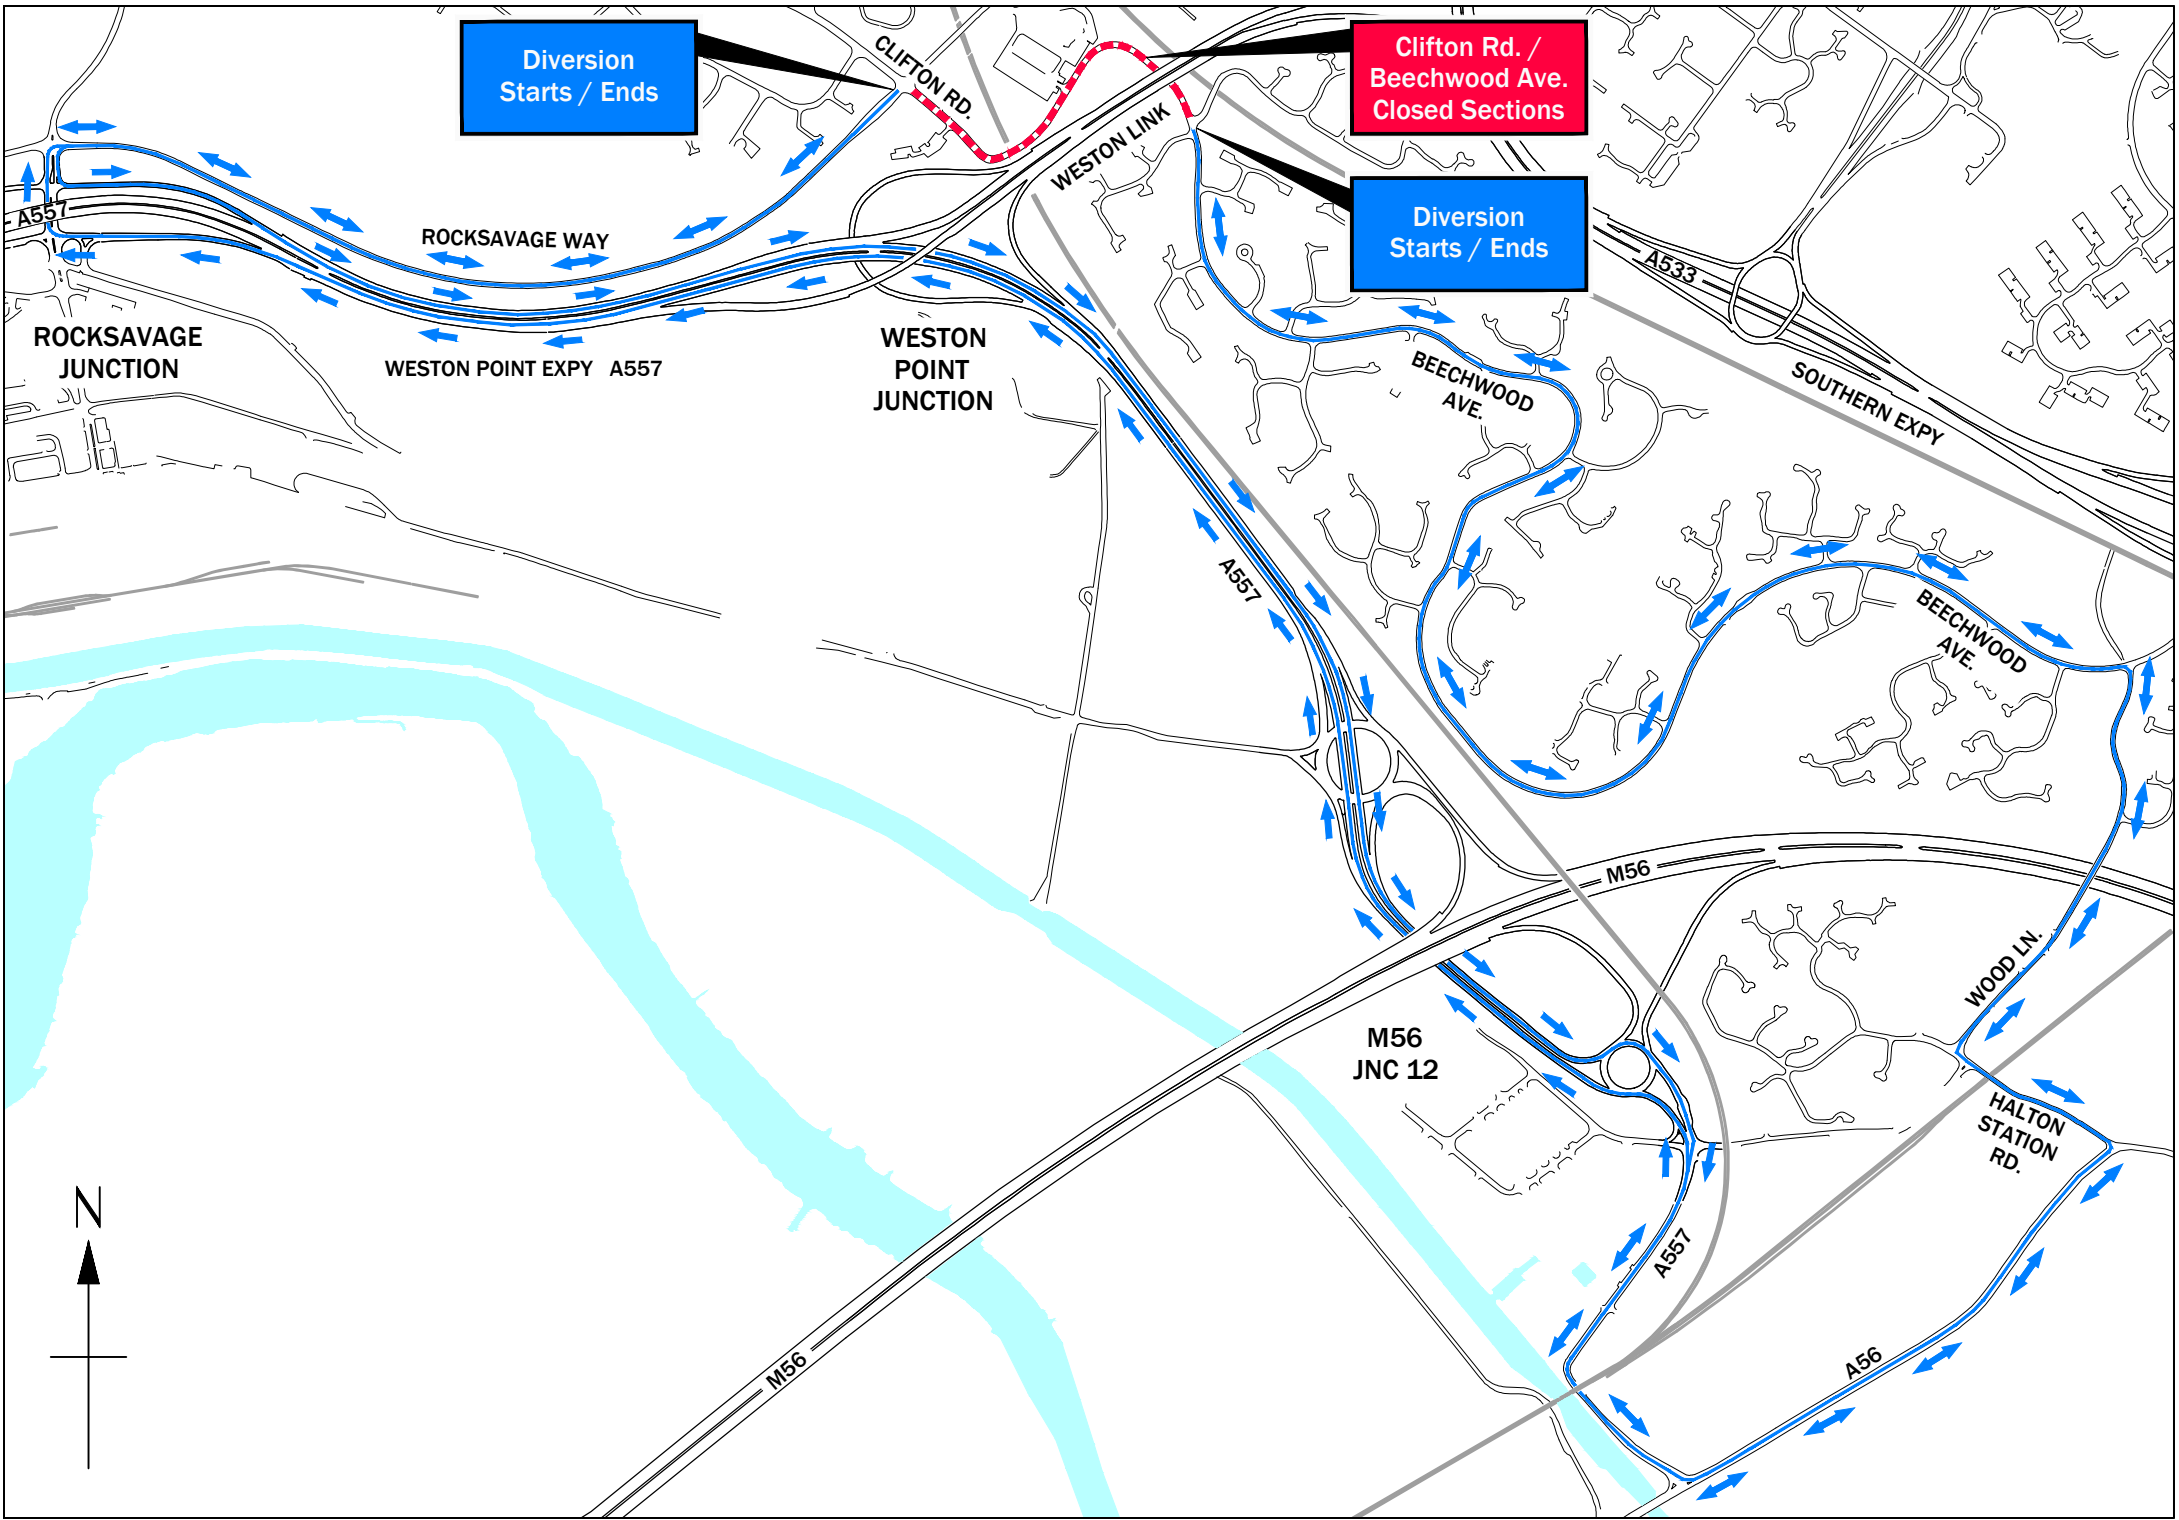 Diversion
Starts / Ends
CLIFTON RD.
Clifton Rd. /
Beechwood Ave.
Closed Sections
WESTON LINK
Diversion
Starts / Ends
A557
ROCKSAVAGE WAY
A533
ROCKSAVAGE
JUNCTION
WESTON POINT EXPY A557
WESTON
POINT
JUNCTION
BEECHWOOD
AVE.
SOUTHERN EXPY
A557
BEECHWOOD
AVE.
M56
WOOD LN.
M56
JNC 12
HALTON
STATION
RD.
N
A557
M56
A56